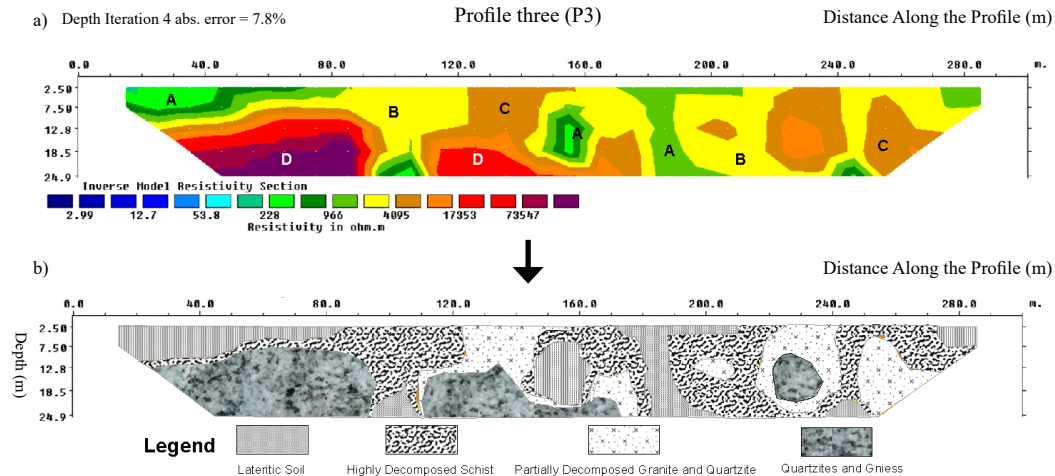 a) Depth Iteration 4 abs. error = 7.8% Profile three (P3) Distance Along the Profile (m)
0.0 40.0 80.0 120.0 160.0 200.0 240.0 280.0 m.
2.50
7.50
12.8
18.5
24.9
A
B
C
D
D
A
A
B
C
Inverse Model Resistivity Section
2.99 12.7 53.8 228 966 4095 17353 73547
Resistivity in ohm.m
b) Distance Along the Profile (m)
0.0 40.0 80.0 120.0 160.0 200.0 240.0 280.0 m.
Depth (m)
2.50
7.50
12.8
18.5
24.9
Legend
Latentic Soil Highly Decomposed Schist Partially Decomposed Granite and Quartzite Quartzites and Gniess